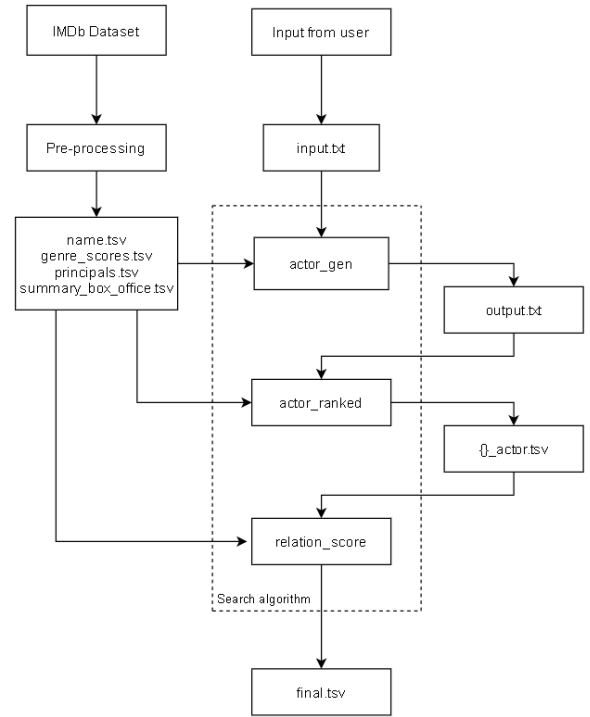 IMDb Dataset
Input from user
Pre-processing
input.txt
name.tsv
genre_scores.tsv
principals.tsv
summary_box_office.tsv
actor_gen
output.txt
actor_ranked
{}_actor.tsv
relation_score
Search algorithm
final.tsv